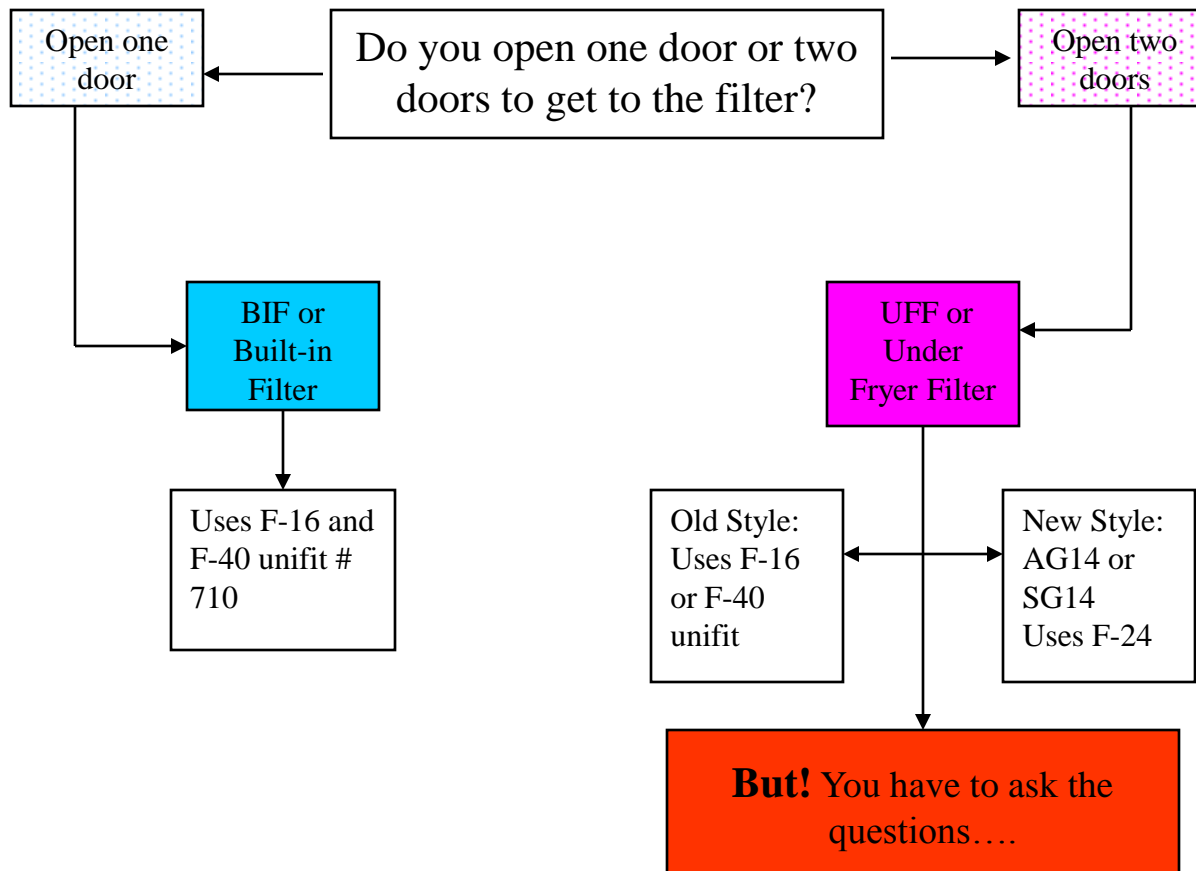 Open one
door
Do you open one door or two
doors to get to the filter?
Open two
doors
BIF or
Built-in
Filter
UFF or
Under
Fryer Filter
Uses F-16 and
F-40 unifit #
710
Old Style:
Uses F-16
or F-40
unifit
New Style:
AG14 or
SG14
Uses F-24
But! You have to ask the
questions….